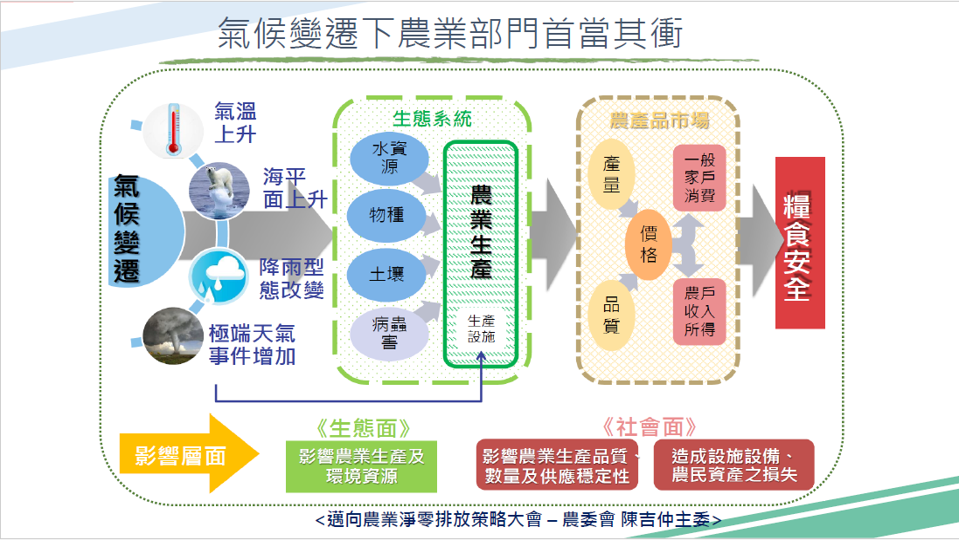 氣候變遷下農業部門首當其衝
氣候變遷
氣溫
上升
海平
面上升
降雨型
態改變
極端天氣
事件增加
生態系統
水資
源
物種
土壤
病蟲
害
農業生產
生產
設施
農產品市場
產
量
品
質
價
格
一般
家戶
消費
農戶
收入
所得
糧食安全
影響層面
《生態面》
影響農業生產及
環境資源
《社會面》
影響農業生產品質、
數量及供應穩定性
造成設施設備、
農民資產之損失
<邁向農業淨零排放策略大會 – 農委會 陳吉仲主委>